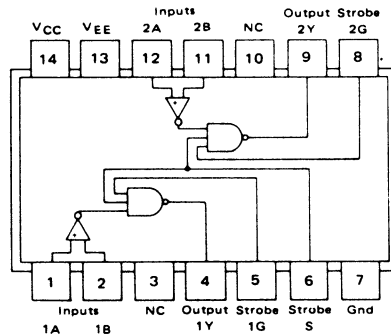 Inputs Output Strobe
VCC VEE 2A 2B NC 2Y 2G
14 13 12 11 10 9 8
+
+
1 2 3 4 5 6 7
Inputs NC Output Strobe Strobe Gnd
1A 1B 1Y 1G S